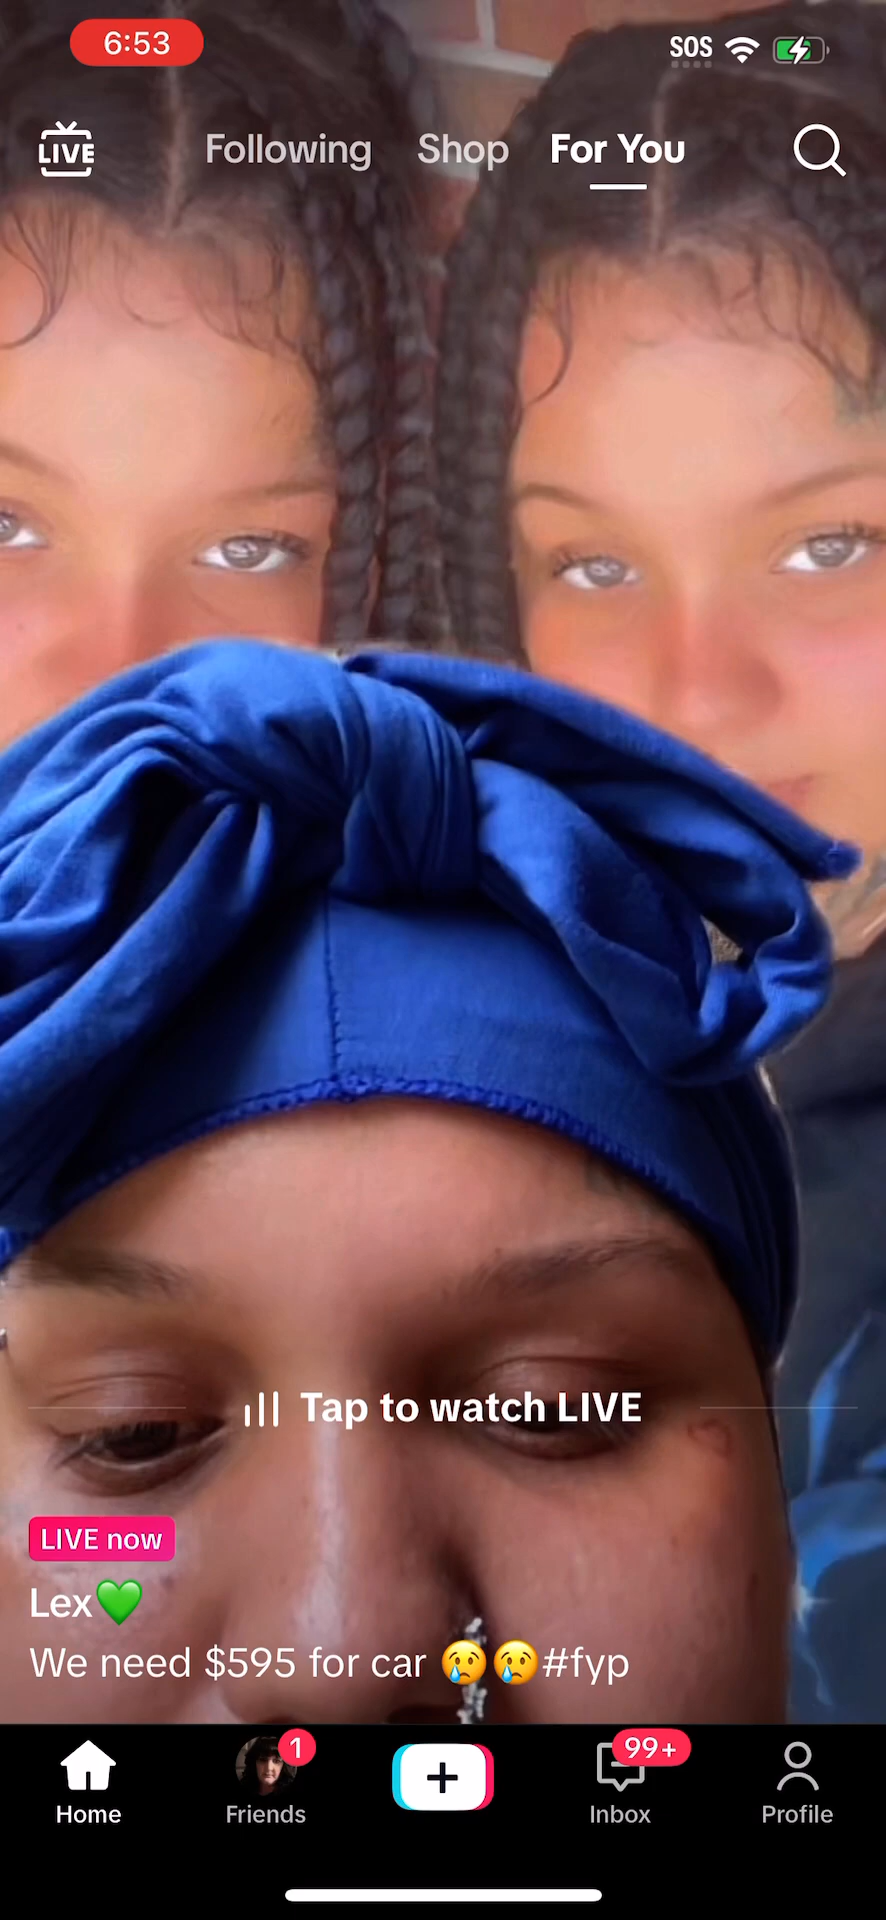 6:53
SOS
LIVE
Following
Shop
For You
Tap to watch LIVE
LIVE now
Lex💚
We need $595 for car 😢😢#fyp
1
99+
Home
Friends
Inbox
Profile